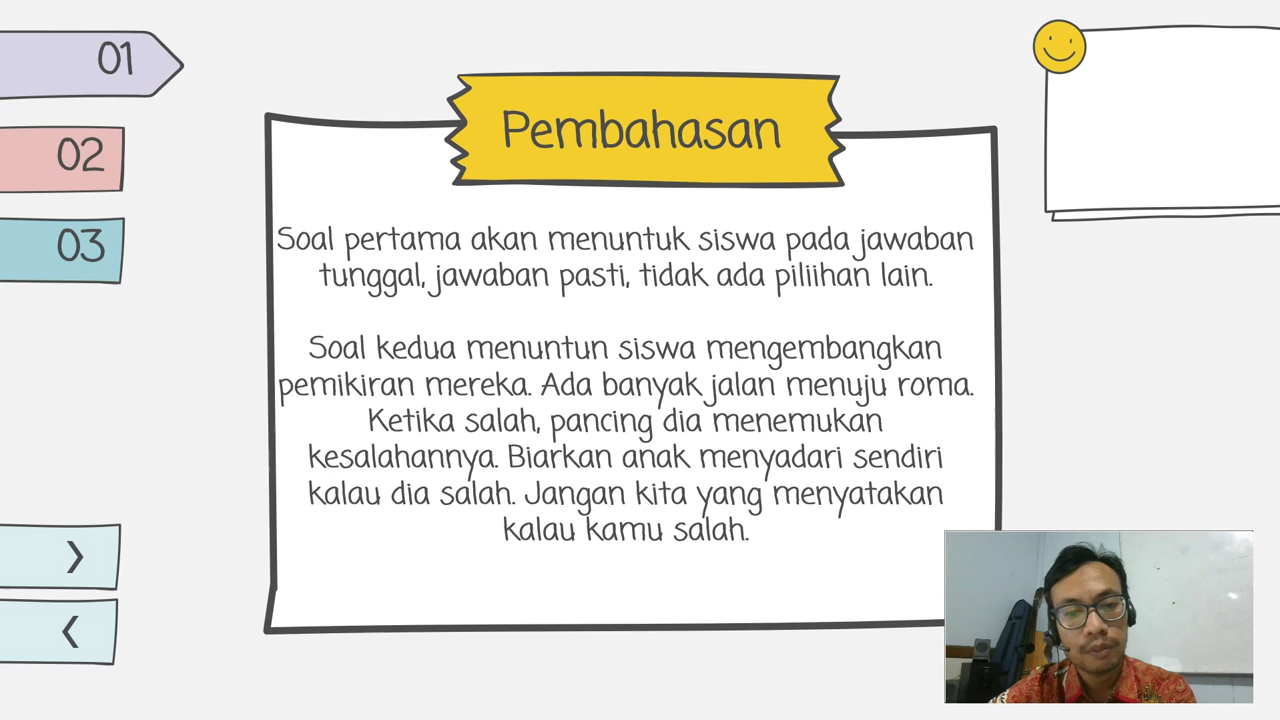 01
02
03
Pembahasan
Soal pertama akan menuntuk siswa pada jawaban
tunggal, jawaban pasti, tidak ada piliihan lain.
Soal kedua menuntun siswa mengembangkan
pemikiran mereka. Ada banyak jalan menuju roma.
Ketika salah, pancing dia menemukan
kesalahannya. Biarkan anak menyadari sendiri
kalau dia salah. Jangan kita yang menyatakan
kalau kamu salah.